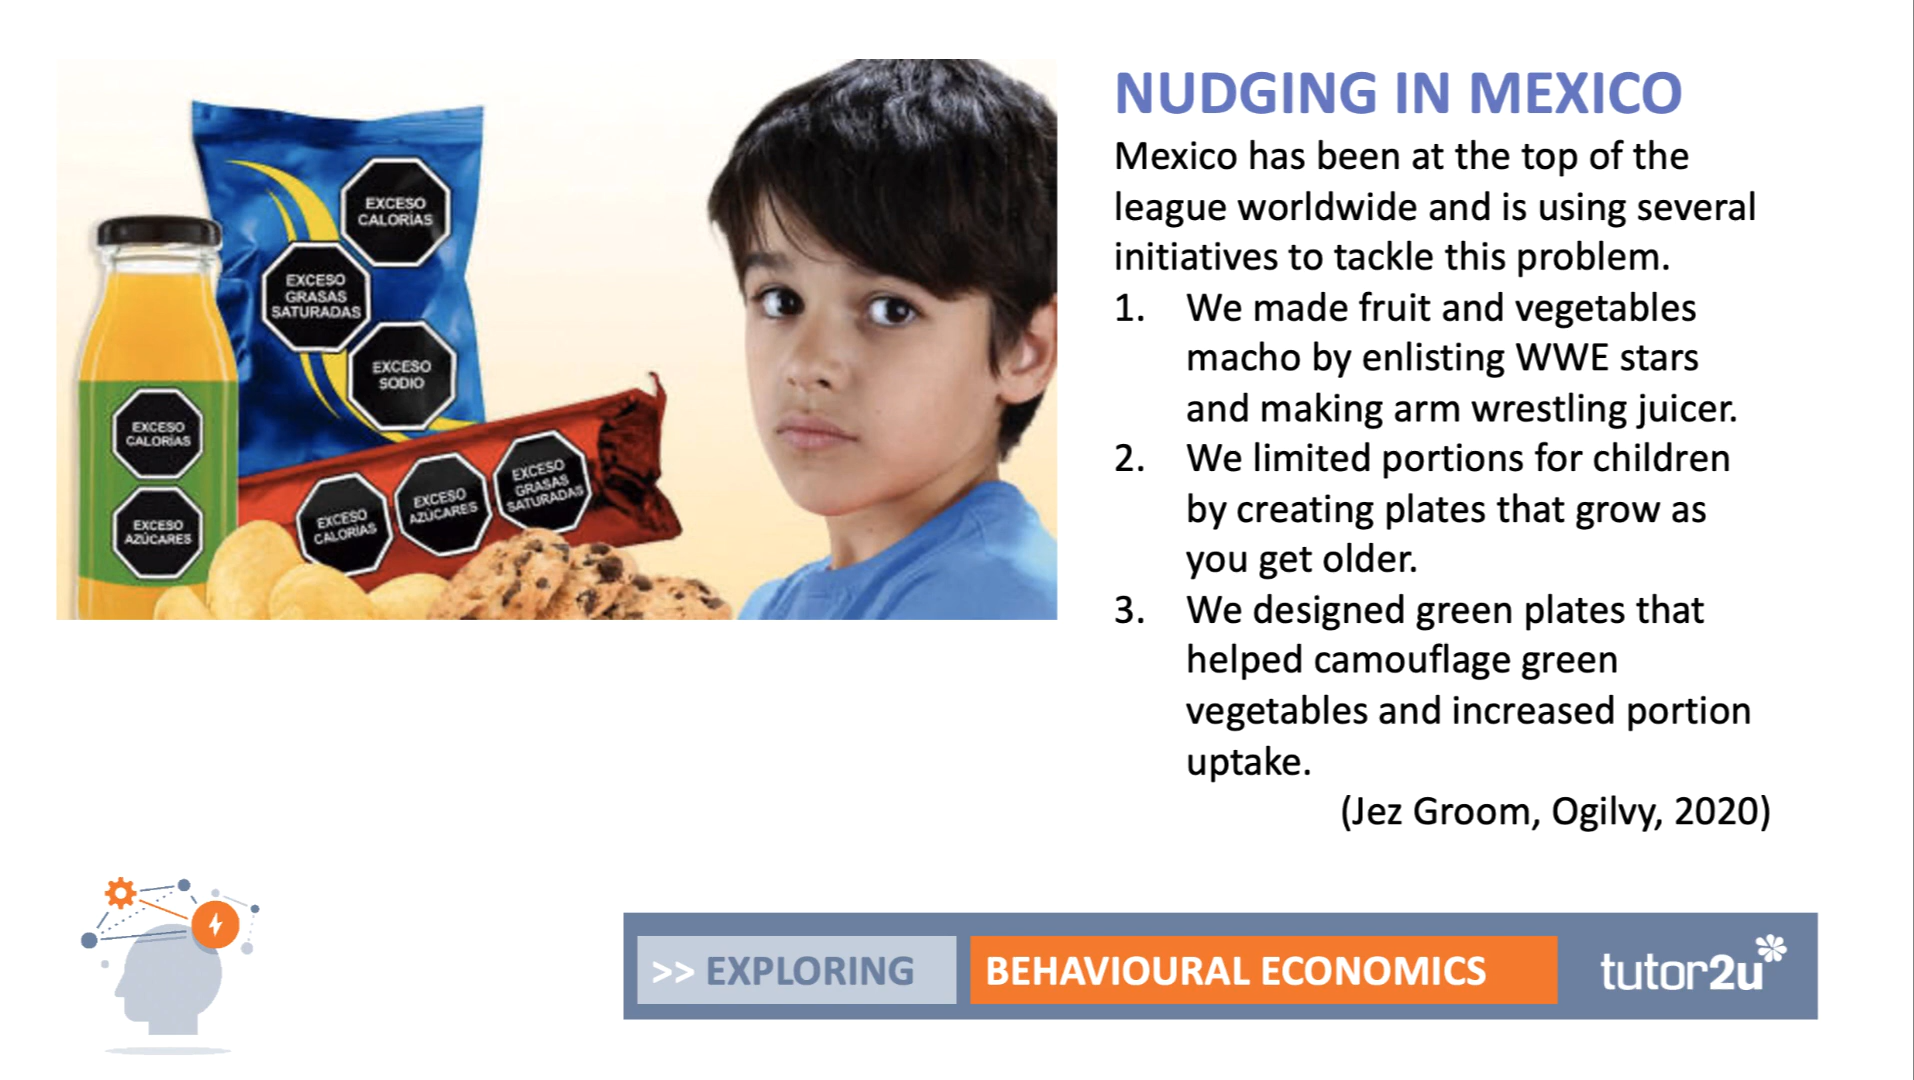 NUDGING IN MEXICO
Mexico has been at the top of the
league worldwide and is using several
initiatives to tackle this problem.
1. We made fruit and vegetables
macho by enlisting WWE stars
and making arm wrestling juicer.
2. We limited portions for children
by creating plates that grow as
you get older.
3. We designed green plates that
helped camouflage green
vegetables and increased portion
uptake.
(Jez Groom, Ogilvy, 2020)
EXCESO
CALORÍAS
EXCESO
GRASAS
SATURADAS
EXCESO
SODIO
EXCESO
CALORÍAS
EXCESO
AZÚCARES
EXCESO
CALORÍAS
EXCESO
AZÚCARES
EXCESO
GRASAS
SATURADAS
>> EXPLORING
BEHAVIOURAL ECONOMICS
tutor2u